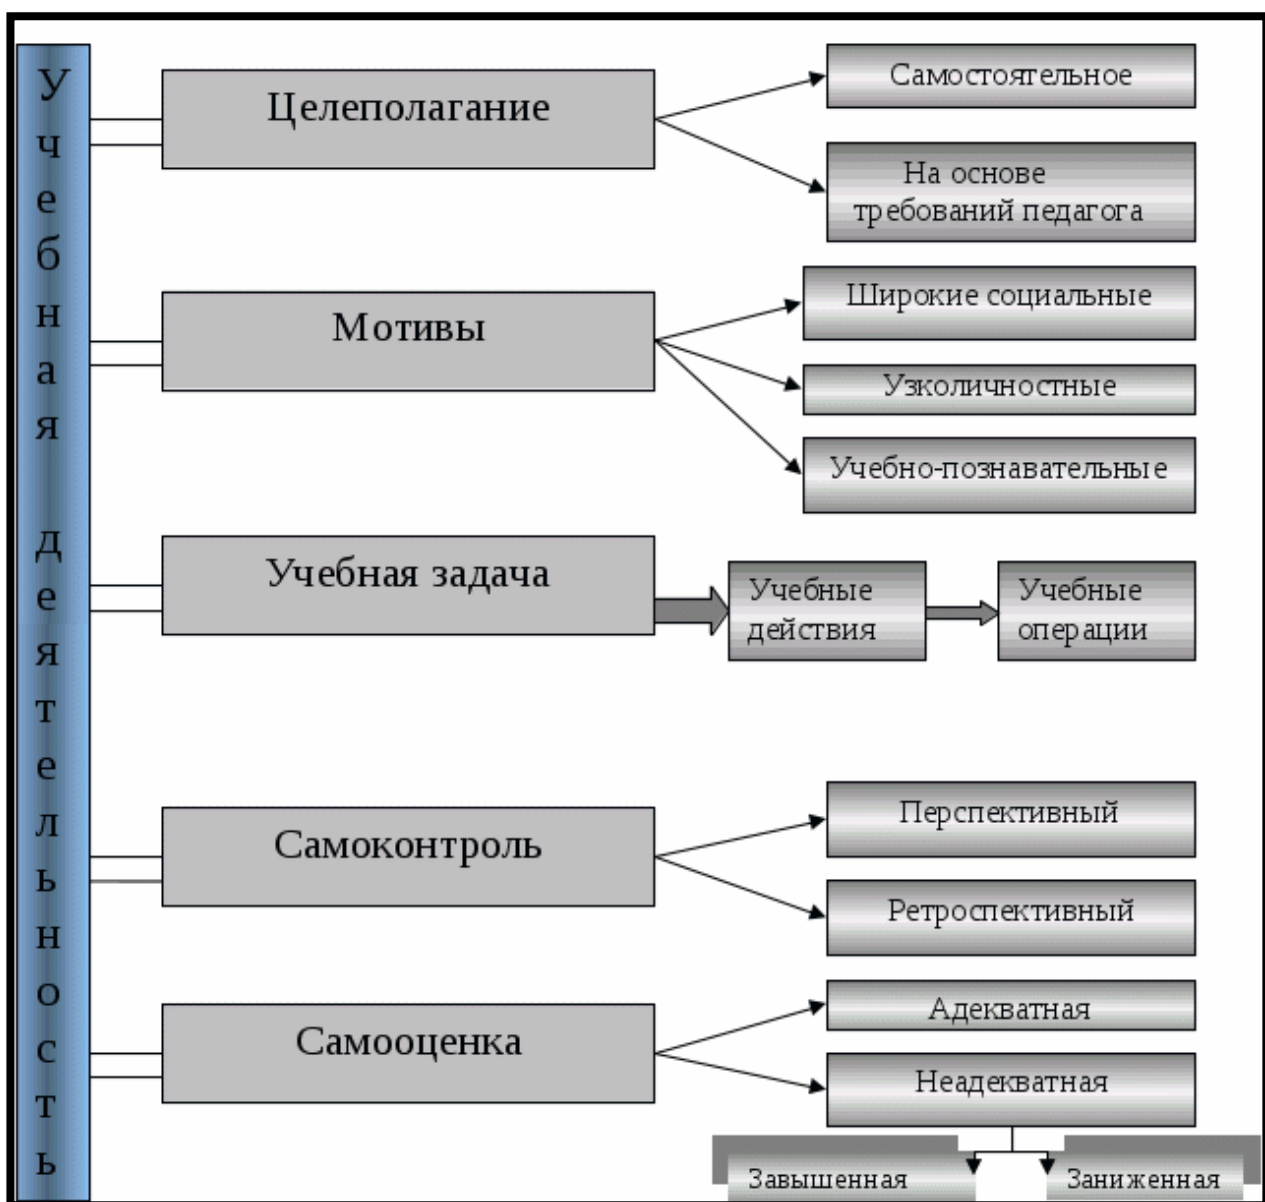 Учебная деятельность
Целеполагание
Самостоятельное
На основе
требований педагога
Мотивы
Широкие социальные
Узколичностные
Учебно-познавательные
Учебная задача
Учебные
действия
Учебные
операции
Самоконтроль
Перспективный
Ретроспективный
Самооценка
Адекватная
Неадекватная
Завышенная
Заниженная